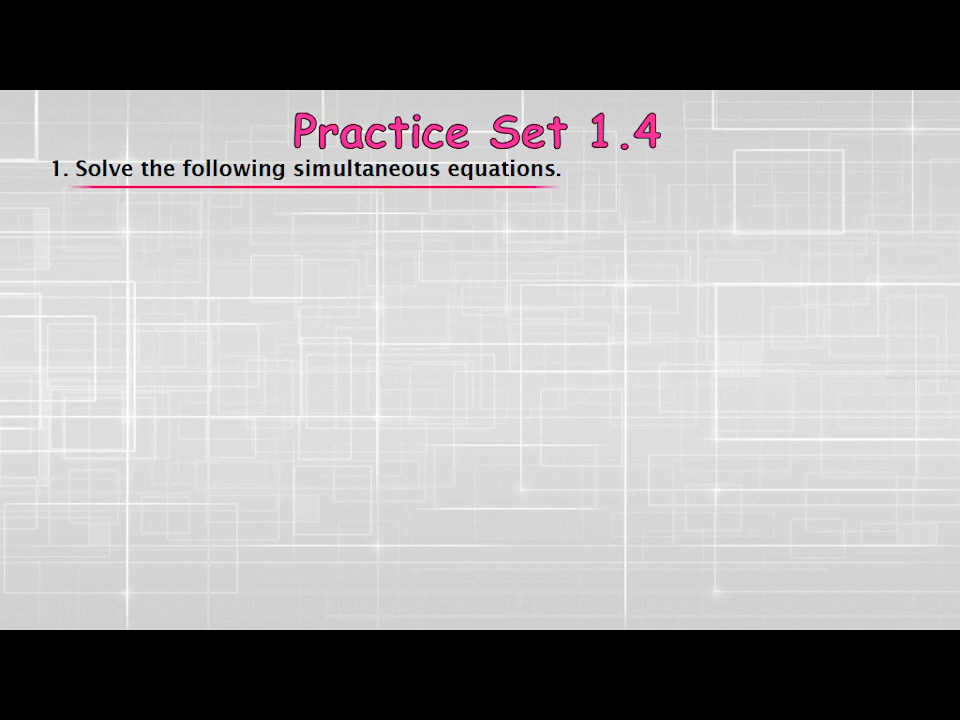 Practice Set 1.4
1. Solve the following simultaneous equations.